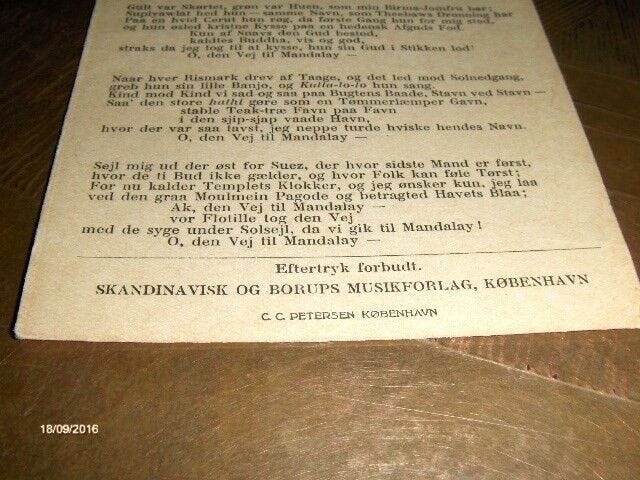 Gult var Skørtet, grøn var Huen, som min Birma-Jomfru bar;
Supiyawlat hed hun — samme Navn, som Theebaws Dronning har
Paa en hvid Cerut hun røg, da første Gang hun for mig stod,
og hun ødsled kristne Kysse paa en hedensk Afguds Fod.
Kun af Snavs den Gud bestod,
kaldtes Buddha, vis og god,
straks da jeg tog til at kysse, hun sin Gud i Stikken lod!
O, den Vej til Mandalay —
Naar hver Rismark drev af Taage, og det led mod Solnedgang,
greb hun sin lille Banjo, og Kulla-lo-lo hun sang.
Kind mod Kind vi sad og saa paa Bugtens Baade, Stavn ved Stavn —
Saa' den store hathi gøre som en Tømmerlæmper Gavn,
stable Teak-træ Favn paa Favn
i den sjip-sjap vaade Havn,
hvor der var saa tavst, jeg neppe turde hviske hendes Navn.
O, den Vej til Mandalay —
Sejl mig ud der øst for Suez, der hvor sidste Mand er først,
hvor de ti Bud ikke gælder, og hvor Folk kan føle Tørst;
For nu kalder Templets Klokker, og jeg ønsker kun, jeg laa
ved den graa Moulmein Pagode og betragted Havets Blaa;
Ak, den Vej til Mandalay —
vor Flotille tog den Vej
med de syge under Solsejl, da vi gik til Mandalay!
O, den Vej til Mandalay —
Eftertryk forbudt.
SKANDINAVISK OG BORUPS MUSIKFORLAG, KØBENHAVN
C. C. PETERSEN KØBENHAVN
18/09/2016